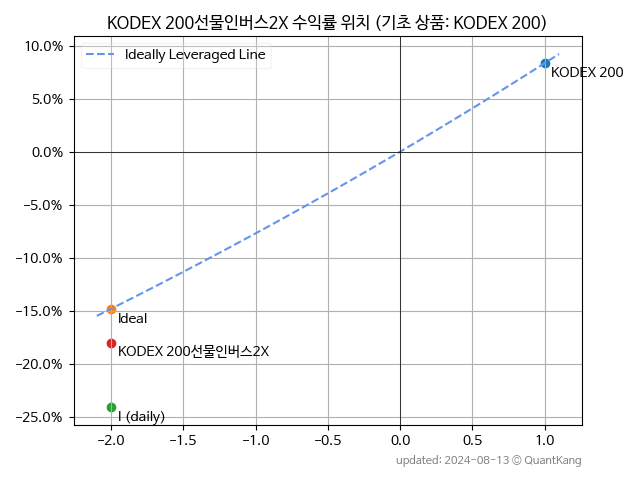 KODEX 200선물인버스2X 수익률 위치 (기초 상품: KODEX 200)
10.0%
Ideally Leveraged Line
KODEX 200
5.0%
0.0%
−5.0%
−10.0%
−15.0%
Ideal
KODEX 200선물인버스2X
−20.0%
I (daily)
−25.0%
−2.0 −1.5 −1.0 −0.5 0.0 0.5 1.0
updated: 2024-08-13 © QuantKang